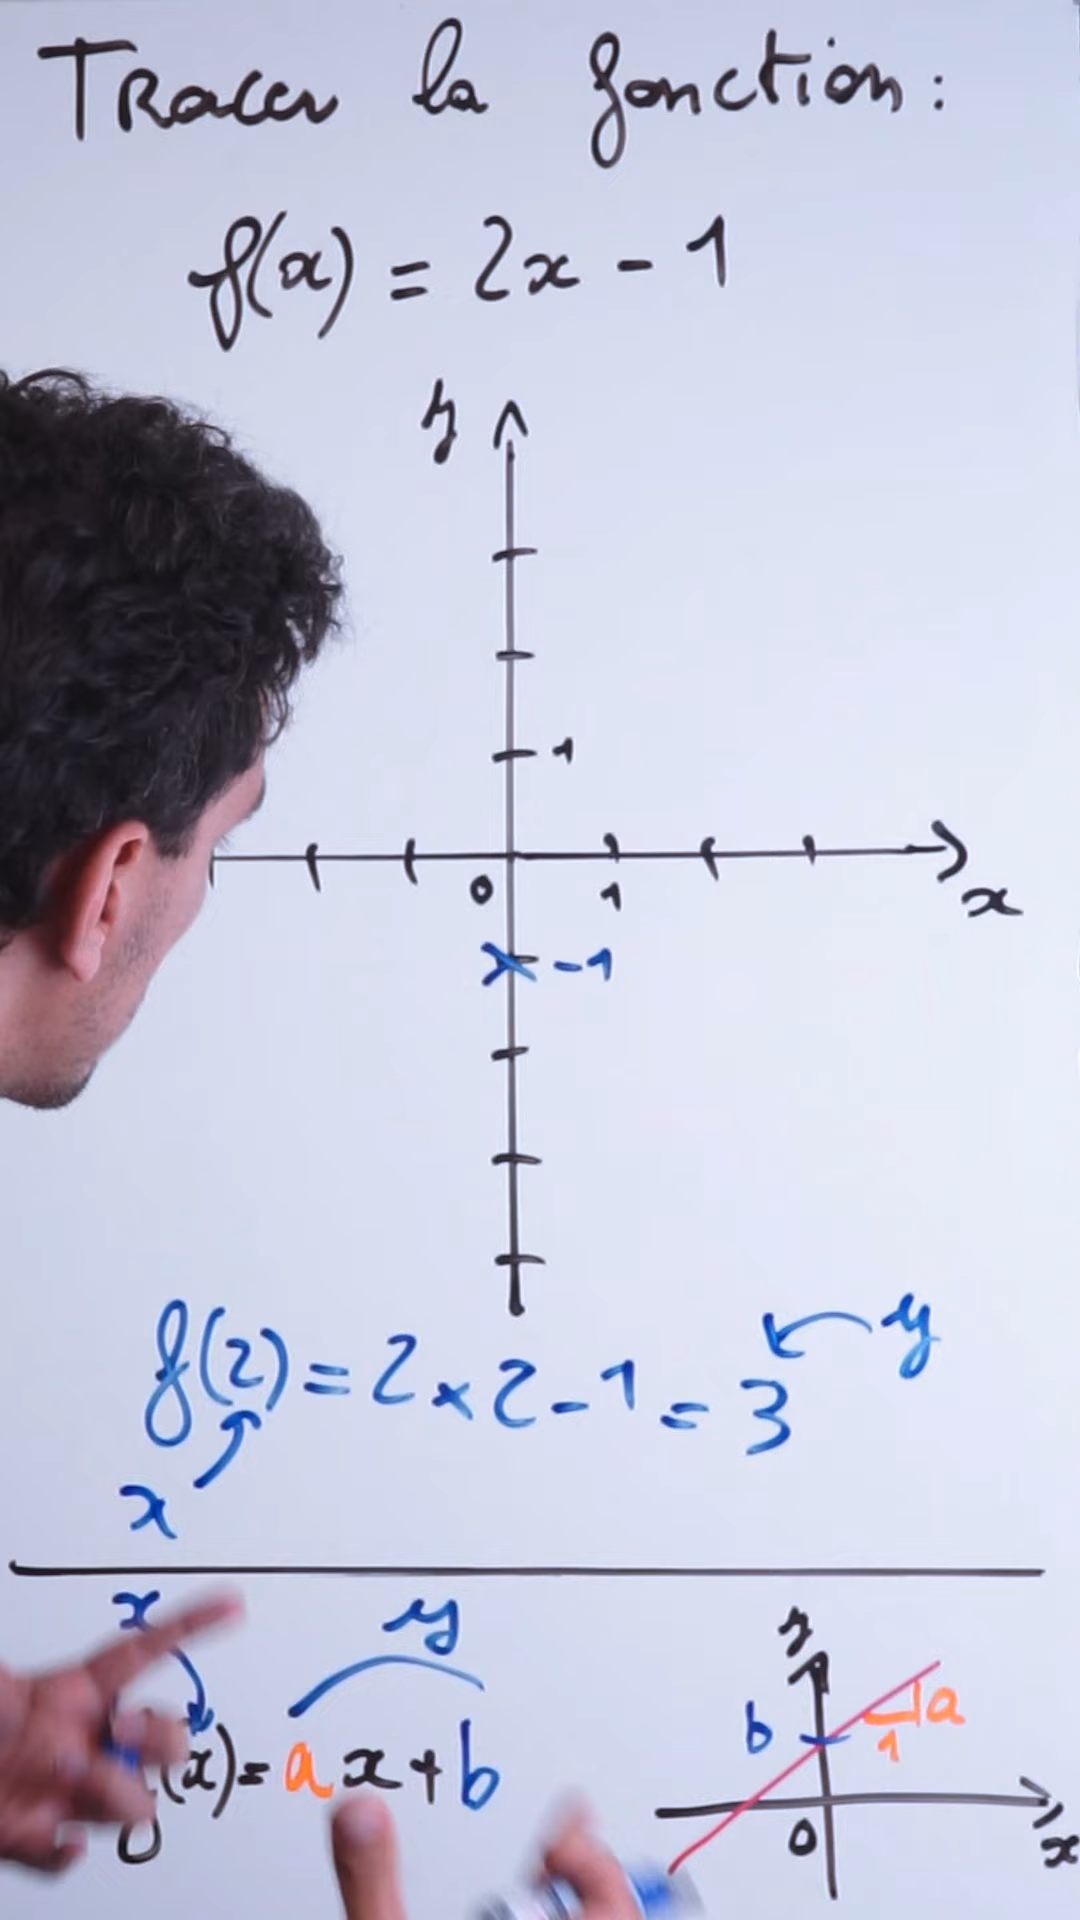 Tracer la fonction :
f(x) = 2x - 1
y
1
0
1
x
-1
f(2) = 2 × 2 - 1 = 3
y
x
x
y
f(x) = ax + b
y
b
a
1
0
x